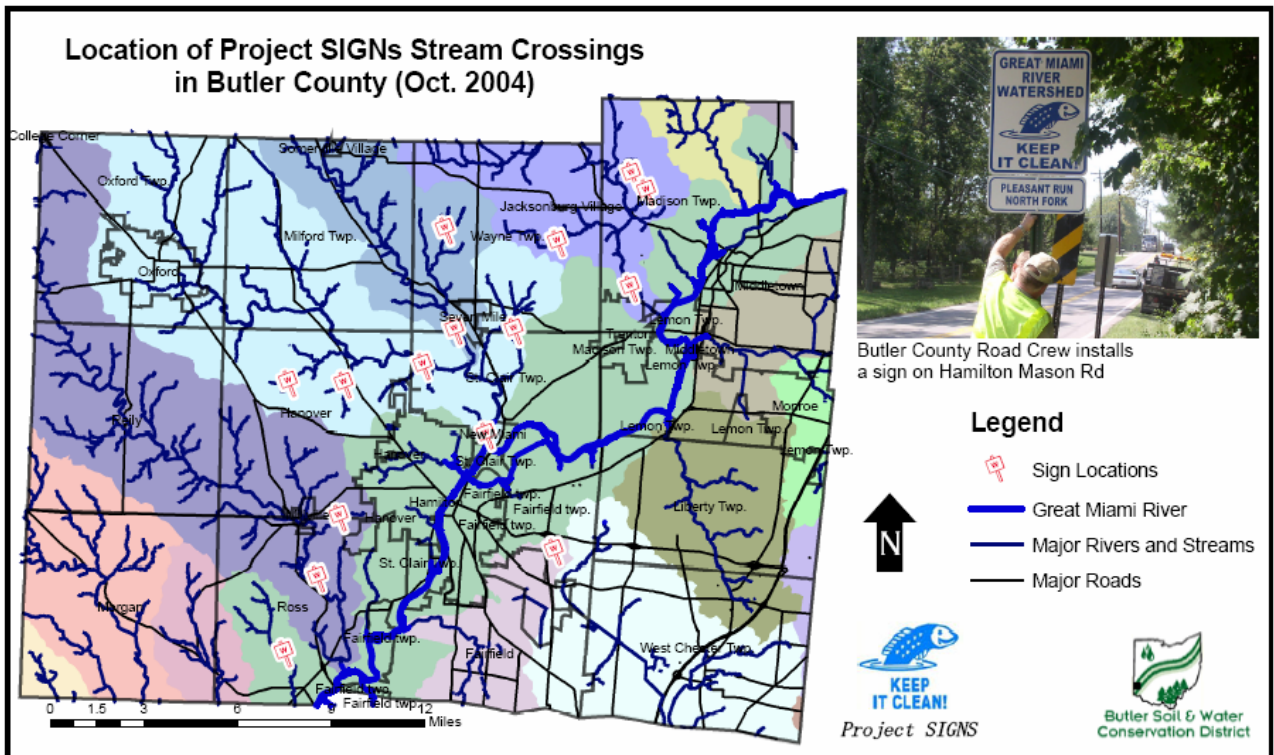 Location of Project SIGNs Stream Crossings
in Butler County (Oct. 2004)
College Corner
Somerville Village
Oxford Twp.
Jacksonburg Village
Madison Twp.
Milford Twp.
Wayne Twp.
Oxford
Middletown
Seven Mile
Lemon Twp.
Trenton
Madison Twp.
Middletown
Lemon Twp.
St. Clair Twp.
Hanover
Monroe
Reily
New Miami
Lemon Twp.
Lemon Twp.
Lemon Twp.
Hanover
St. Clair Twp.
Fairfield twp.
Hamilton
Hanover
Fairfield twp.
Fairfield twp.
Liberty Twp.
St. Clair Twp.
Morgan
Ross
Fairfield twp.
Fairfield
West Chester Twp.
Fairfield twp.
Fairfield twp.
0 1.5 3 6 9 12
Miles
GREAT MIAMI
RIVER
WATERSHED
KEEP
IT CLEAN!
PLEASANT RUN
NORTH FORK
Butler County Road Crew installs
a sign on Hamilton Mason Rd
Legend
W Sign Locations
Great Miami River
Major Rivers and Streams
Major Roads
N
KEEP
IT CLEAN!
Project SIGNS
Butler Soil & Water
Conservation District